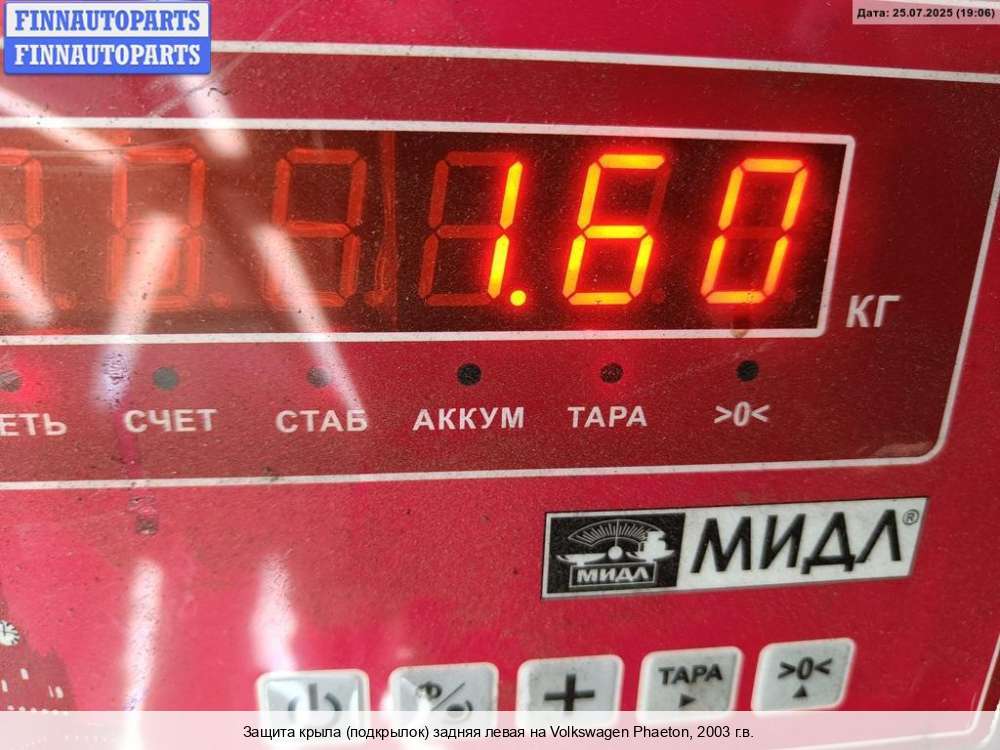 FINNAUTOPARTS
FINNAUTOPARTS
Дата: 25.07.2025 (19:06)
1.60
КГ
СЧЕТ СТАБ АККУМ ТАРА >0<
МИДЛ
МИДЛ®
ТАРА >0<
Защита крыла (подкрылок) задняя левая на Volkswagen Phaeton, 2003 г.в.